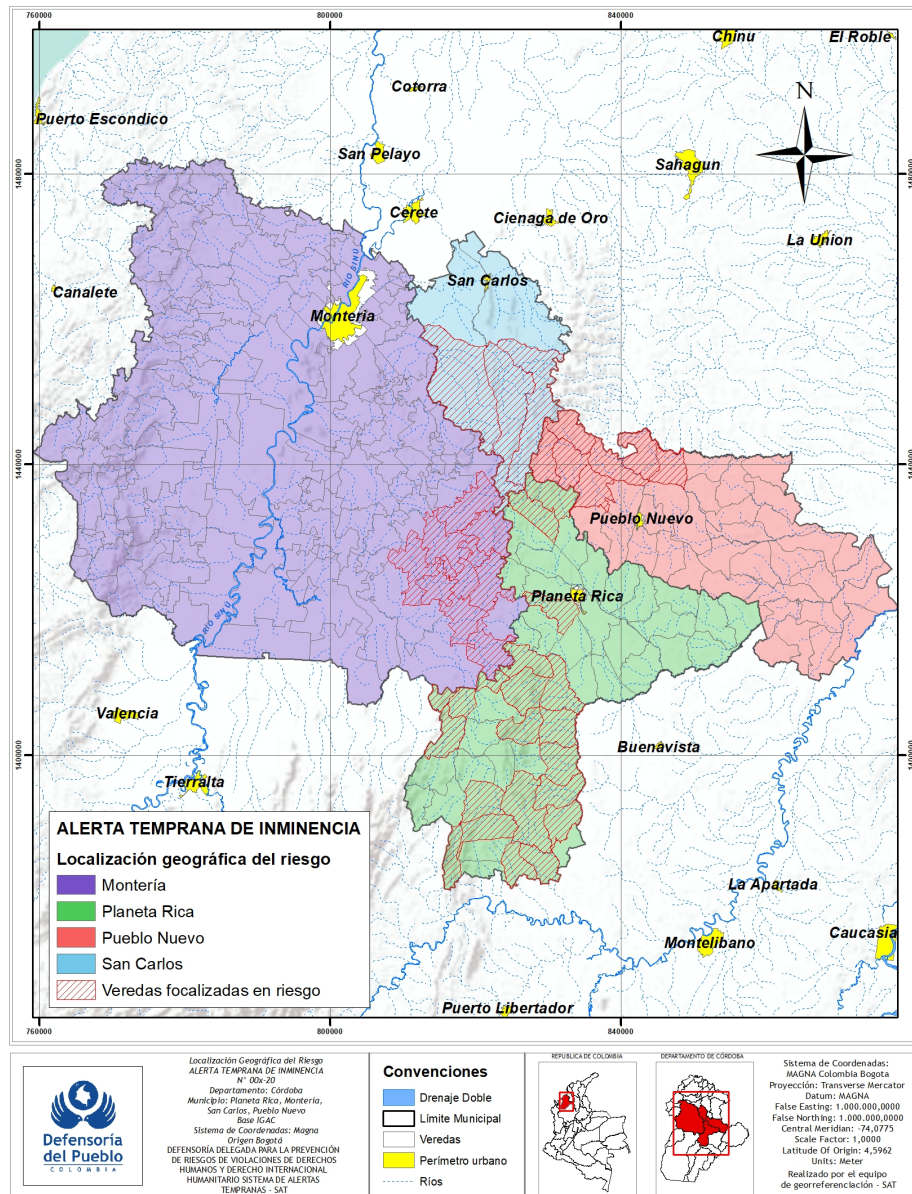 760000
800000
840000
Chinu
El Roble
Cotorra
N
Puerto Escondico
San Pelayo
Sahagun
1480000
1480000
Cerete
Cienaga de Oro
La Union
RIO SINU
San Carlos
Canalete
Monteria
1440000
1440000
Pueblo Nuevo
Planeta Rica
RIO SINU
Valencia
Buenavista
1400000
1400000
Tierralta
ALERTA TEMPRANA DE INMINENCIA
Localización geográfica del riesgo
Montería
Planeta Rica
Pueblo Nuevo
San Carlos
Veredas focalizadas en riesgo
La Apartada
Caucasia
Montelibano
Puerto Libertador
760000
800000
840000
Defensoría
del Pueblo
COLOMBIA
Localización Geográfica del Riesgo
ALERTA TEMPRANA DE INMINENCIA
N° 00x-20
Departamento: Córdoba
Municipio: Planeta Rica, Montería,
San Carlos, Pueblo Nuevo
Base IGAC
Sistema de Coordenadas: Magna
Origen Bogotá
DEFENSORÍA DELEGADA PARA LA PREVENCIÓN
DE RIESGOS DE VIOLACIONES DE DERECHOS
HUMANOS Y DERECHO INTERNACIONAL
HUMANITARIO SISTEMA DE ALERTAS
TEMPRANAS - SAT
Convenciones
Drenaje Doble
Límite Municipal
Veredas
Perímetro urbano
Ríos
REPUBLICA DE COLOMBIA
DEPARTAMENTO DE CÓRDOBA
Sistema de Coordenadas:
MAGNA Colombia Bogota
Proyección: Transverse Mercator
Datum: MAGNA
False Easting: 1.000.000,0000
False Northing: 1.000.000,0000
Central Meridian: -74,0775
Scale Factor: 1,0000
Latitude Of Origin: 4,5962
Units: Meter
Realizado por el equipo
de georreferenciación - SAT